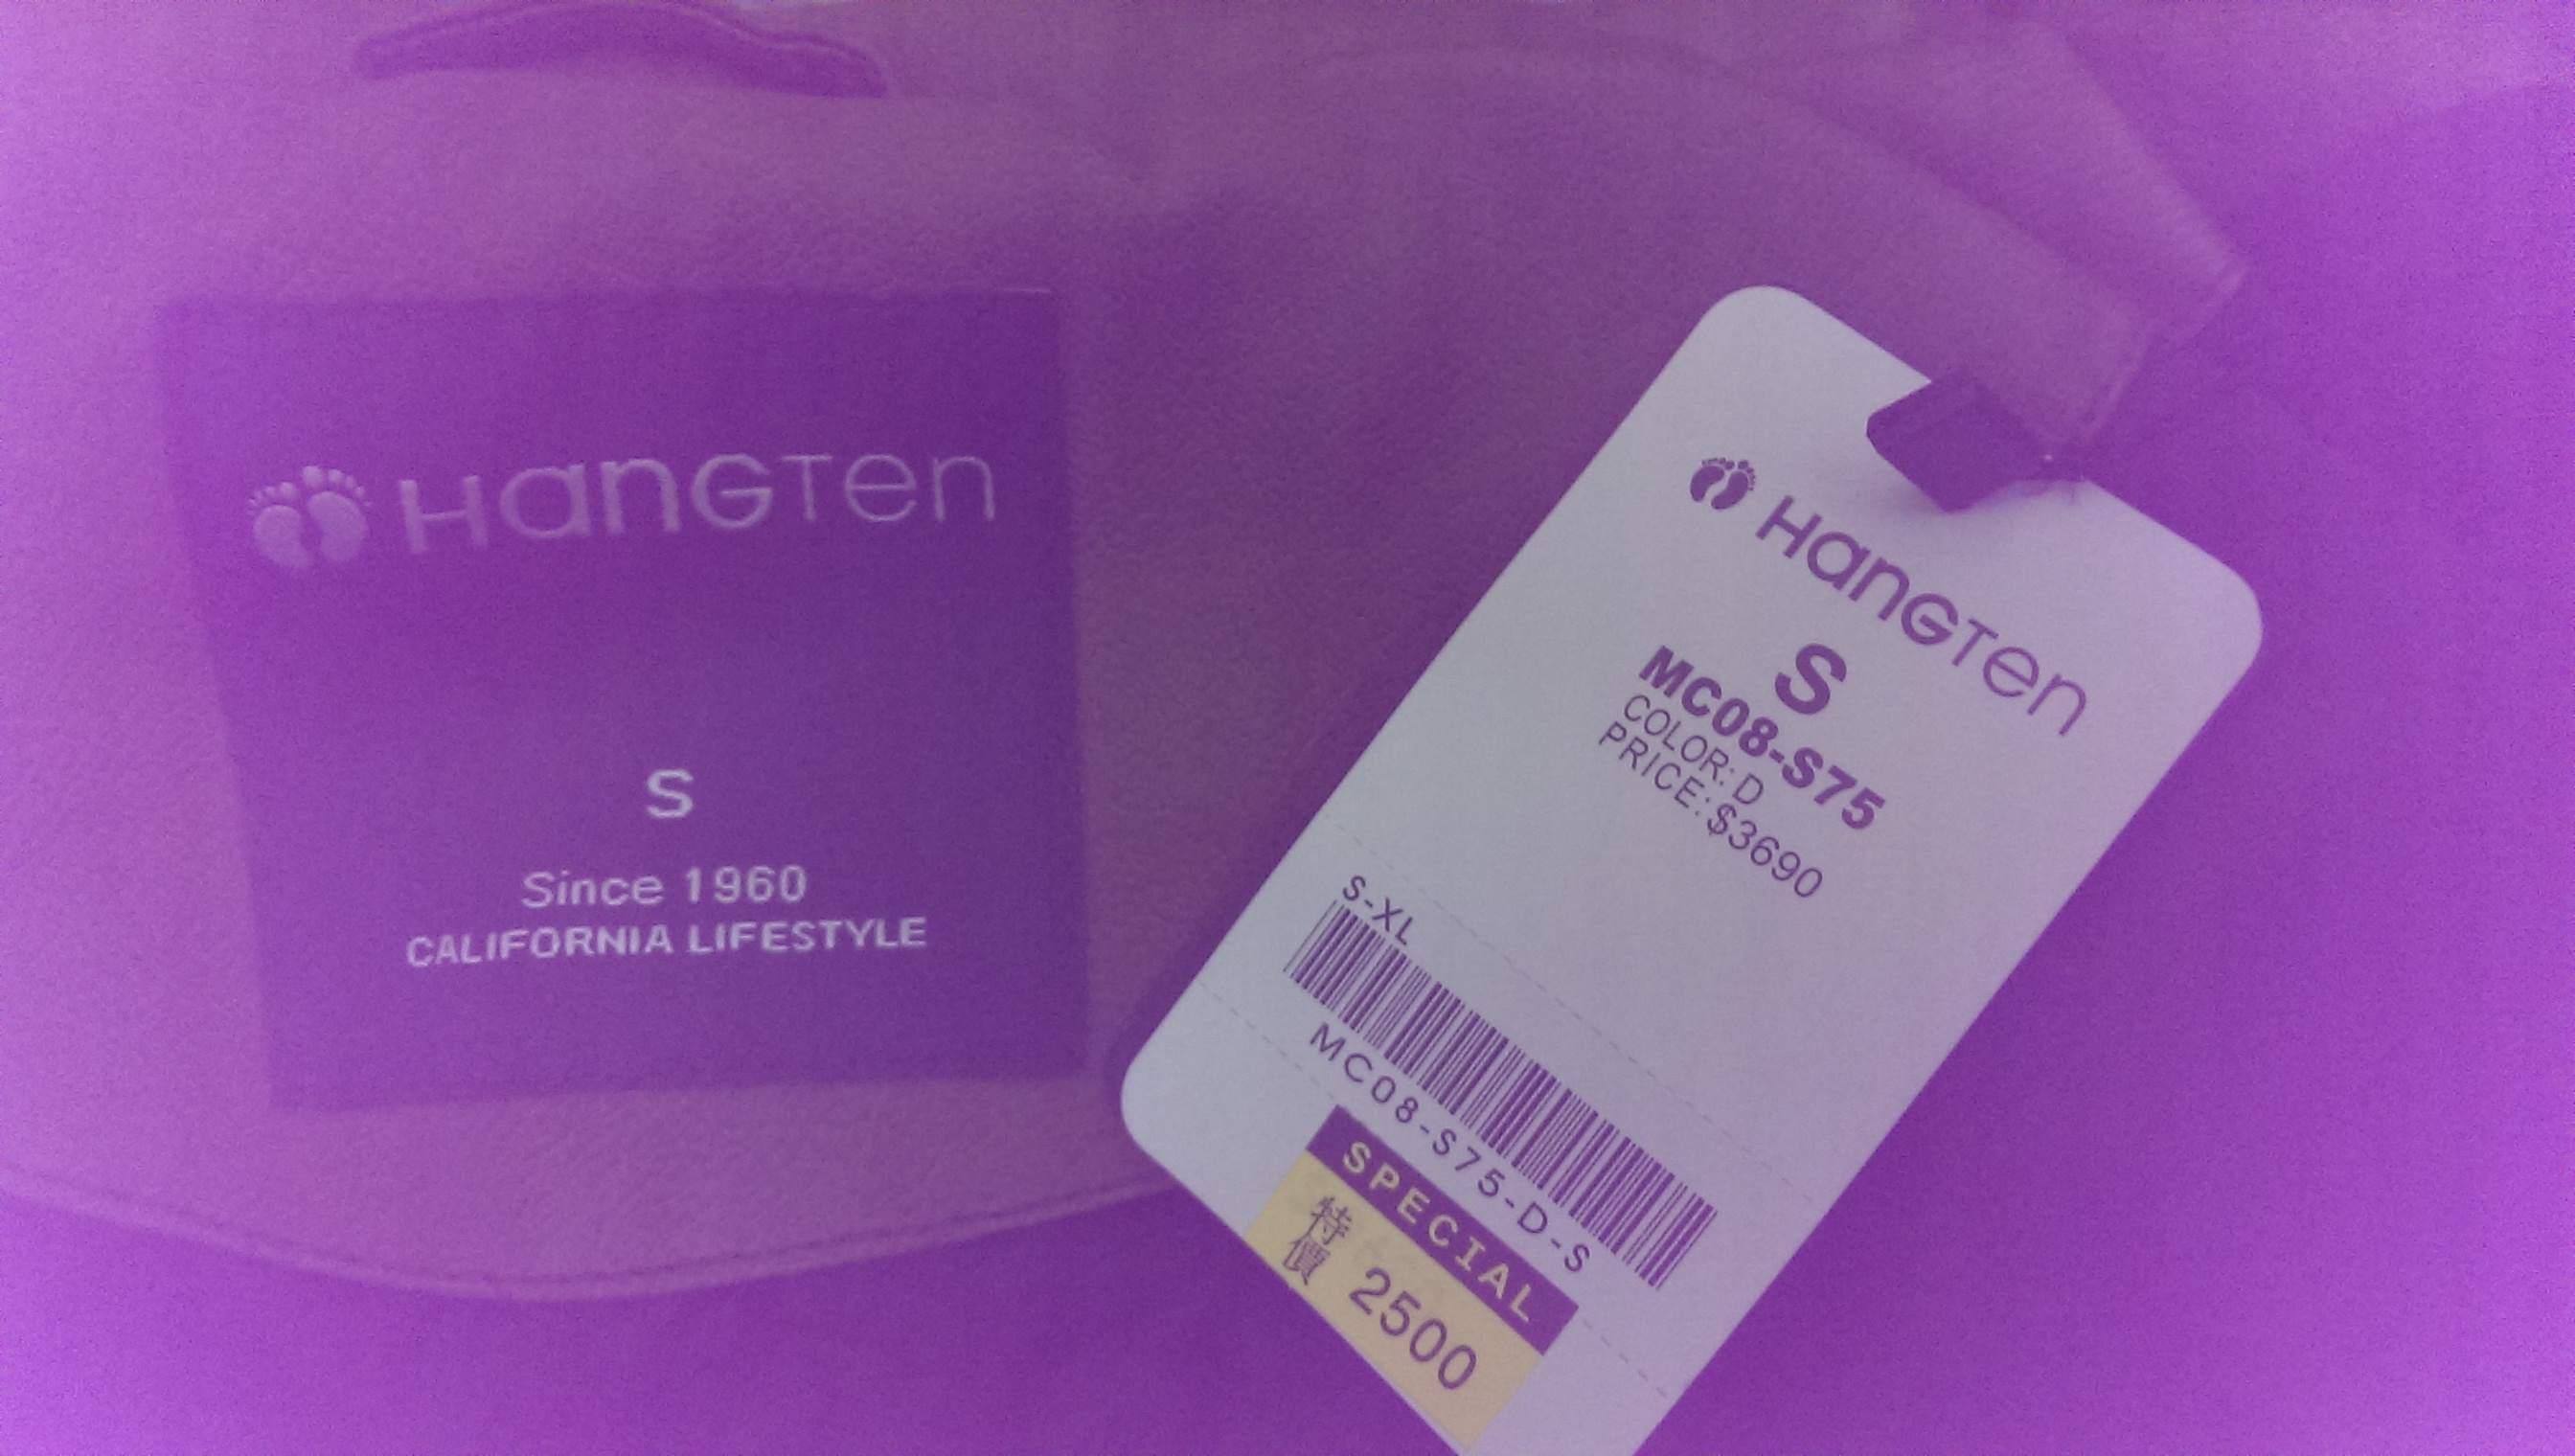 HANGTEN
S
Since 1960
CALIFORNIA LIFESTYLE
HANGTEN
S
MC08-S75
COLOR: D
PRICE:$3690
S-XL
MC08-S75-D-S
SPECIAL
特價 2500